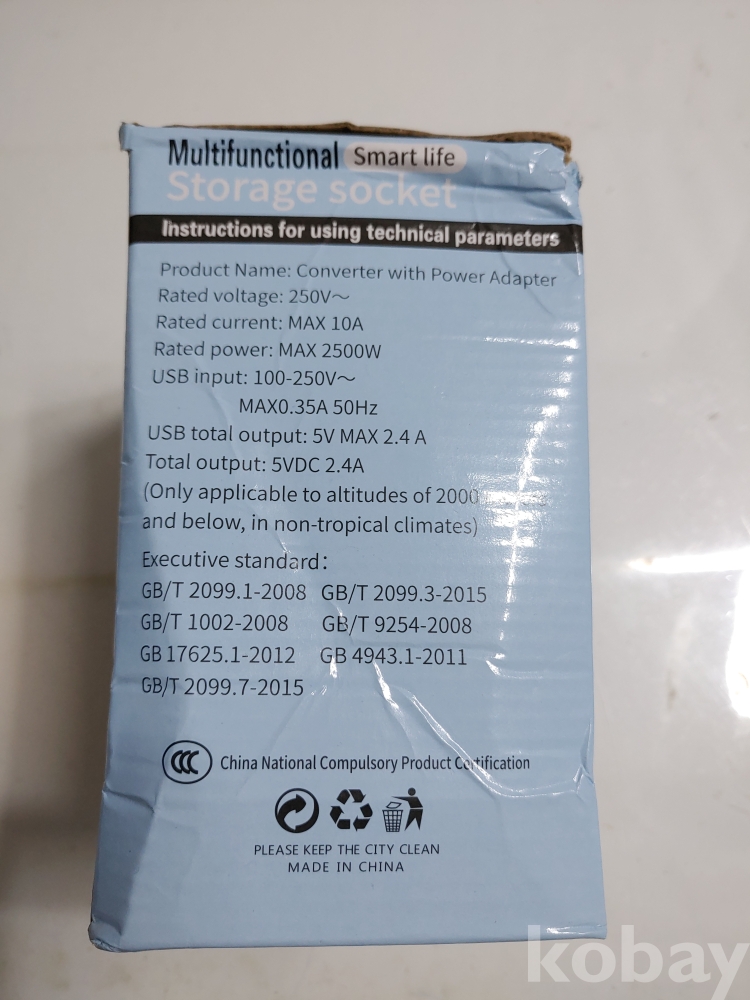 Multifunctional Smart life
Storage socket
Instructions for using technical parameters
Product Name: Converter with Power Adapter
Rated voltage: 250V～
Rated current: MAX 10A
Rated power: MAX 2500W
USB input: 100-250V～
MAX0.35A 50Hz
USB total output: 5V MAX 2.4 A
Total output: 5VDC 2.4A
(Only applicable to altitudes of 2000
and below, in non-tropical climates)
Executive standard：
GB/T 2099.1-2008 GB/T 2099.3-2015
GB/T 1002-2008 GB/T 9254-2008
GB 17625.1-2012 GB 4943.1-2011
GB/T 2099.7-2015
CCC China National Compulsory Product Certification
PLEASE KEEP THE CITY CLEAN
MADE IN CHINA
kobay